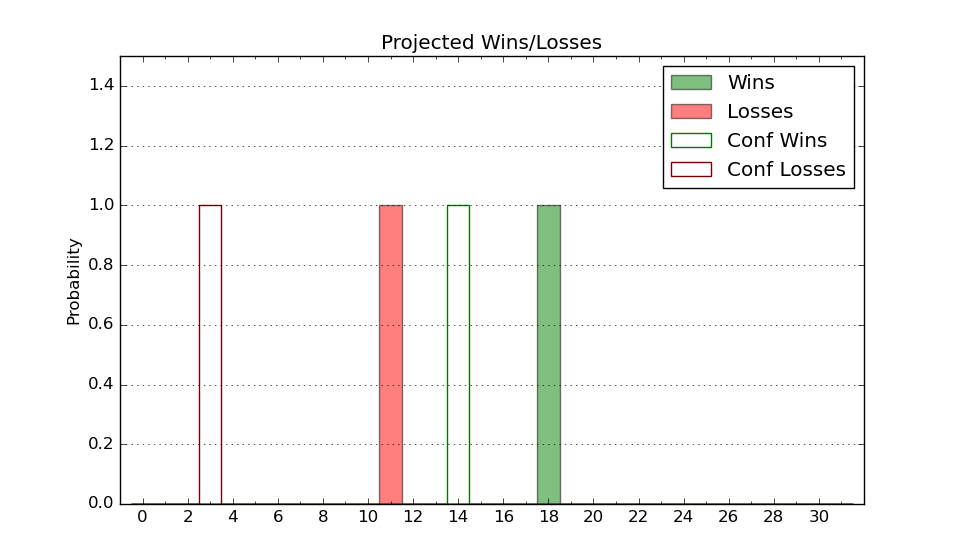 Projected Wins/Losses
Wins
Losses
Conf Wins
Conf Losses
Probability
1.4
1.2
1.0
0.8
0.6
0.4
0.2
0.0
0 2 4 6 8 10 12 14 16 18 20 22 24 26 28 30